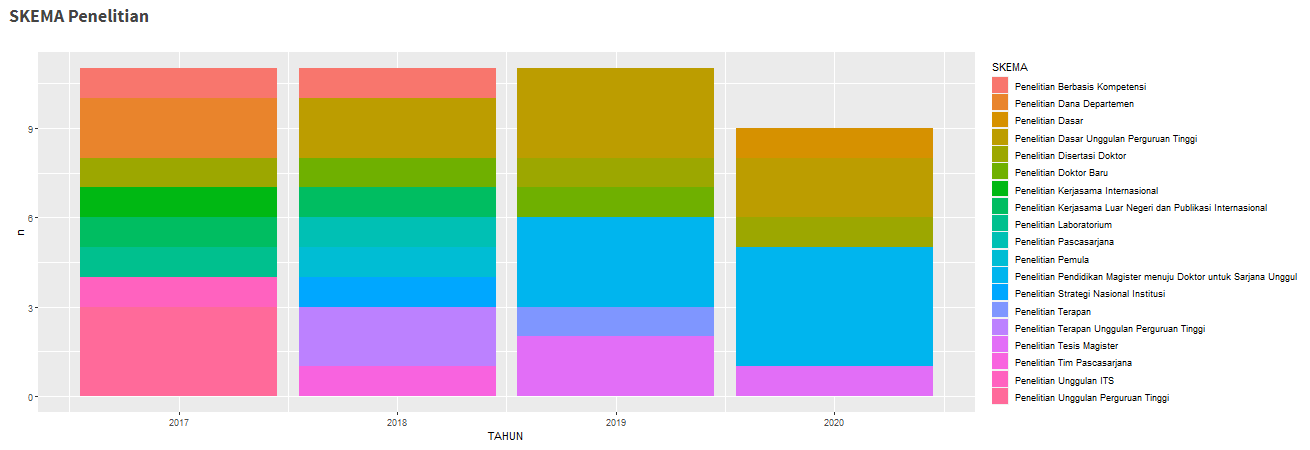 SKEMA Penelitian
9
6
3
0
n
2017 2018 2019 2020
TAHUN
SKEMA
Penelitian Berbasis Kompetensi
Penelitian Dana Departemen
Penelitian Dasar
Penelitian Dasar Unggulan Perguruan Tinggi
Penelitian Disertasi Doktor
Penelitian Doktor Baru
Penelitian Kerjasama Internasional
Penelitian Kerjasama Luar Negeri dan Publikasi Internasional
Penelitian Laboratorium
Penelitian Pascasarjana
Penelitian Pemula
Penelitian Pendidikan Magister menuju Doktor untuk Sarjana Unggul
Penelitian Strategi Nasional Institusi
Penelitian Terapan
Penelitian Terapan Unggulan Perguruan Tinggi
Penelitian Tesis Magister
Penelitian Tim Pascasarjana
Penelitian Unggulan ITS
Penelitian Unggulan Perguruan Tinggi